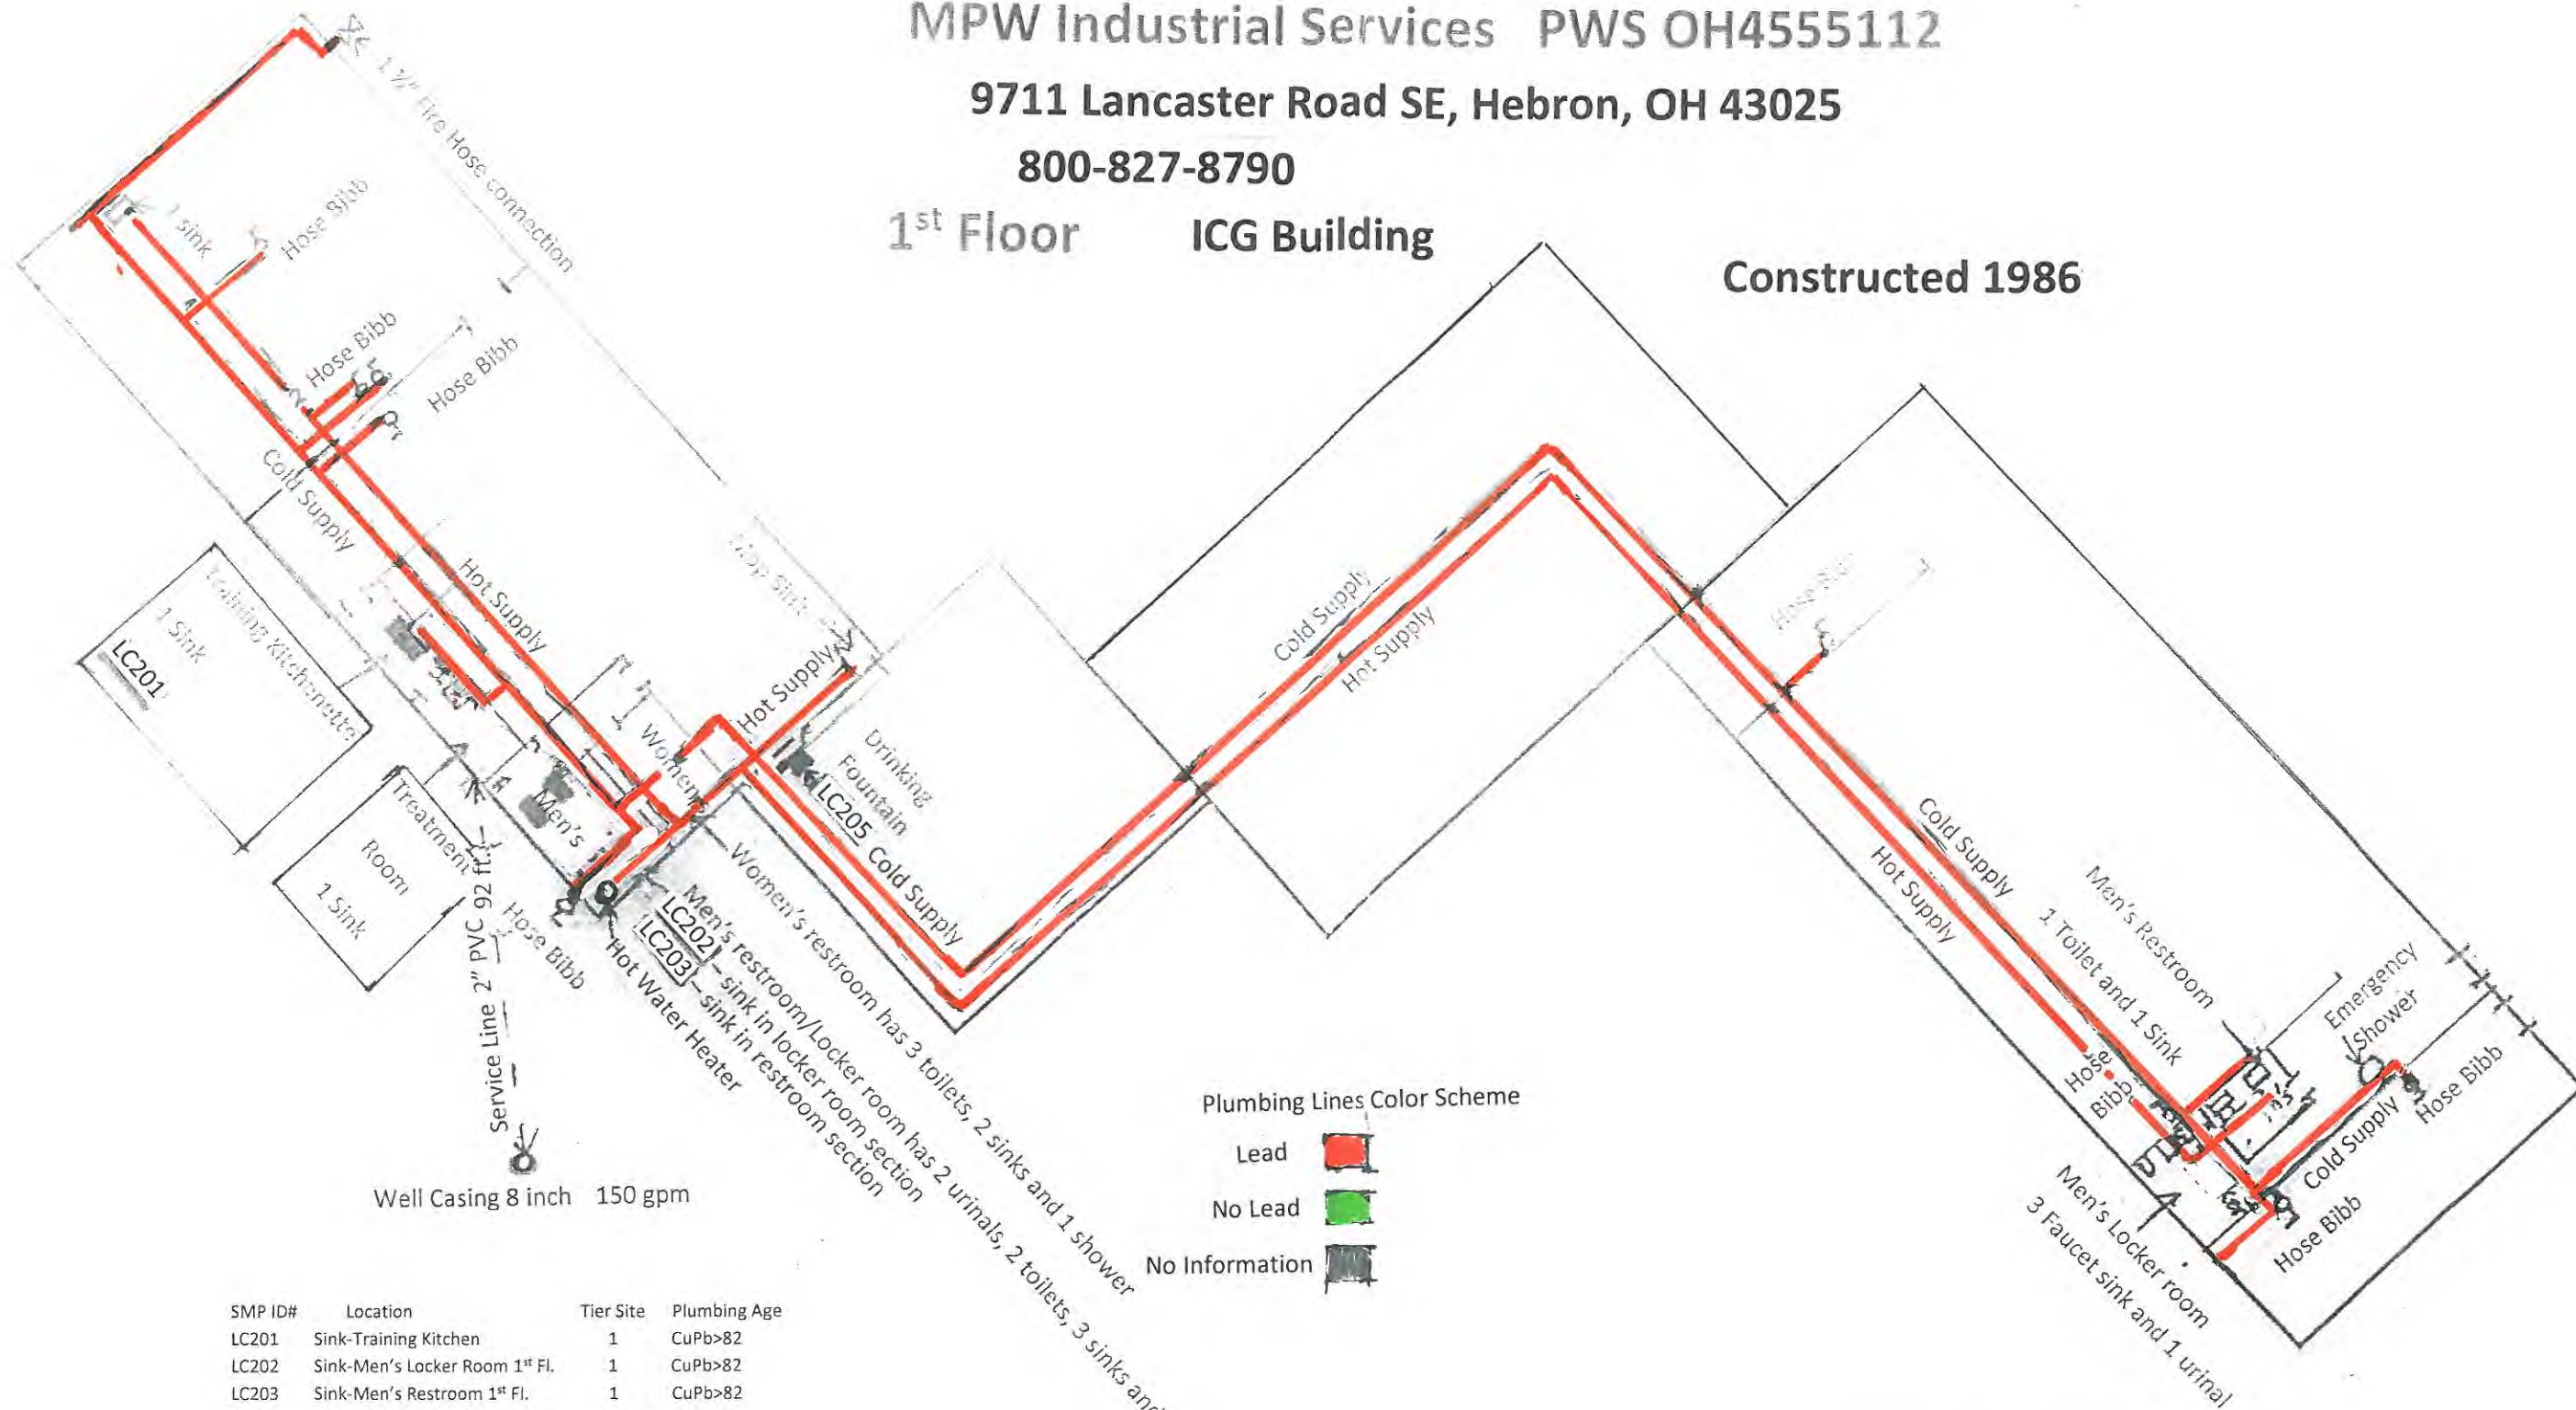 MPW Industrial Services PWS OH4555112
9711 Lancaster Road SE, Hebron, OH 43025
800-827-8790
1st Floor ICG Building
Constructed 1986
1 ½" Fire Hose connection
1 sink
Hose Bibb
Hose Bibb
Hose Bibb
Cold Supply
Hot Supply
Mop Sink
Training Kitchenette
1 Sink
LC201
Hot Supply
Women's
Men's
Drinking
Fountain
LC205
Cold Supply
Treatment
Room
1 Sink
Hose Bibb
Service Line 2" PVC 92 ft.
Hot Water Heater
Women's restroom has 3 toilets, 2 sinks and 1 shower
Men's restroom/Locker room has 2 urinals, 2 toilets, 3 sinks and
LC202 – sink in locker room section
LC203 – sink in restroom section
Well Casing 8 inch 150 gpm
Cold Supply
Hot Supply
Hose Bibb
Cold Supply
Hot Supply
Men's Restroom
1 Toilet and 1 Sink
Emergency
Shower
Hose Bibb
Hose
Bibb
Cold Supply
Hose Bibb
Men's Locker room
3 Faucet sink and 1 urinal
Plumbing Lines Color Scheme
Lead
No Lead
No Information
SMP ID# Location Tier Site Plumbing Age
LC201 Sink-Training Kitchen 1 CuPb>82
LC202 Sink-Men's Locker Room 1st Fl. 1 CuPb>82
LC203 Sink-Men's Restroom 1st Fl. 1 CuPb>82